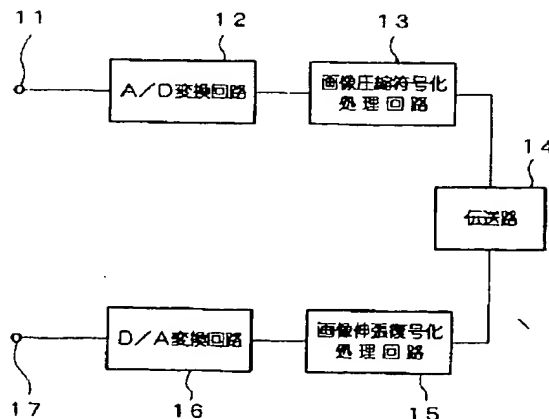 11
12
13
A/D変換回路
画像圧縮符号化
処理回路
14
伝送路
D/A変換回路
画像伸張復号化
処理回路
17
16
15